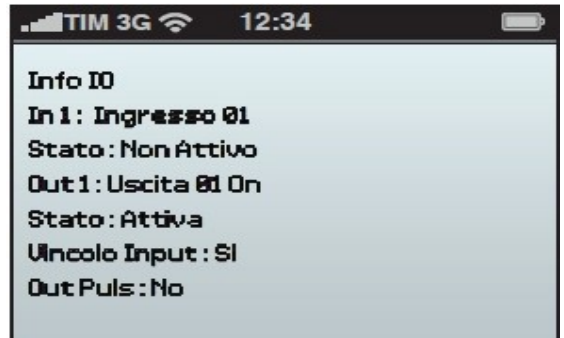 TIM 3G 12:34
Info IO
In 1: Ingresso 01
Stato: Non Attivo
Out 1: Uscita 01 On
Stato: Attiva
Vincolo Input: SI
Out Puls: No